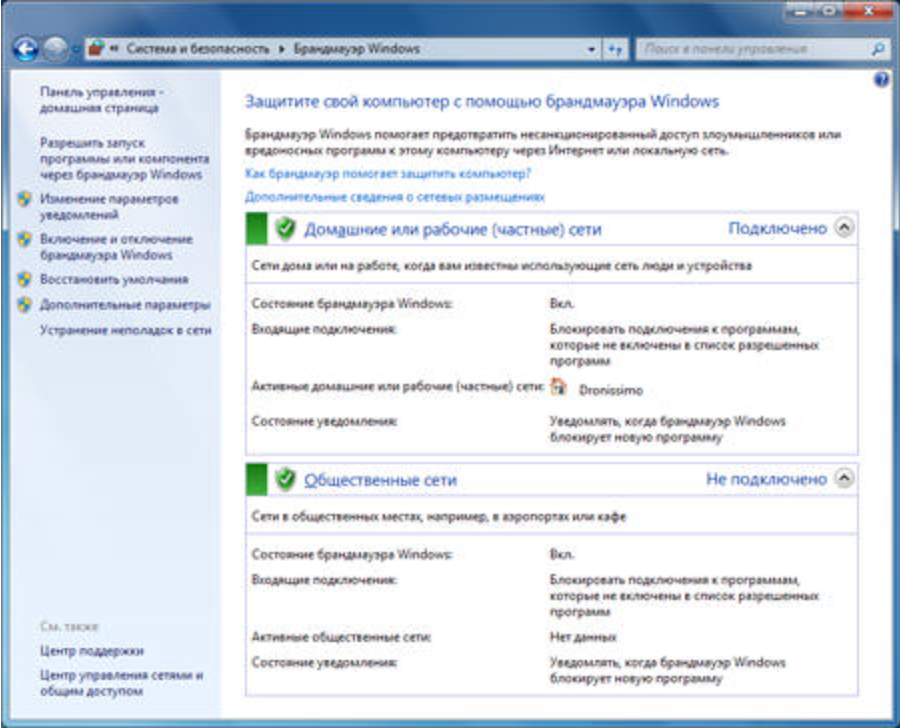 « Система и безопасность ▸ Брандмауэр Windows
Поиск в панели управления
Панель управления -
домашняя страница
Разрешить запуск
программы или компонента
через брандмауэр Windows
Изменение параметров
уведомлений
Включение и отключение
брандмауэра Windows
Восстановить умолчания
Дополнительные параметры
Устранение неполадок в сети
См. также
Центр поддержки
Центр управления сетями и
общим доступом
Защитите свой компьютер с помощью брандмауэра Windows
Брандмауэр Windows помогает предотвратить несанкционированный доступ злоумышленников или
вредоносных программ к этому компьютеру через Интернет или локальную сеть.
Как брандмауэр помогает защитить компьютер?
Дополнительные сведения о сетевых размещениях
Домашние или рабочие (частные) сети Подключено
Сети дома или на работе, когда вам известны использующие сеть люди и устройства
Состояние брандмауэра Windows: Вкл.
Входящие подключения: Блокировать подключения к программам,
которые не включены в список разрешенных
программ
Активные домашние или рабочие (частные) сети: Dronissimo
Состояние уведомления: Уведомлять, когда брандмауэр Windows
блокирует новую программу
Общественные сети Не подключено
Сети в общественных местах, например, в аэропортах или кафе
Состояние брандмауэра Windows: Вкл.
Входящие подключения: Блокировать подключения к программам,
которые не включены в список разрешенных
программ
Активные общественные сети: Нет данных
Состояние уведомления: Уведомлять, когда брандмауэр Windows
блокирует новую программу